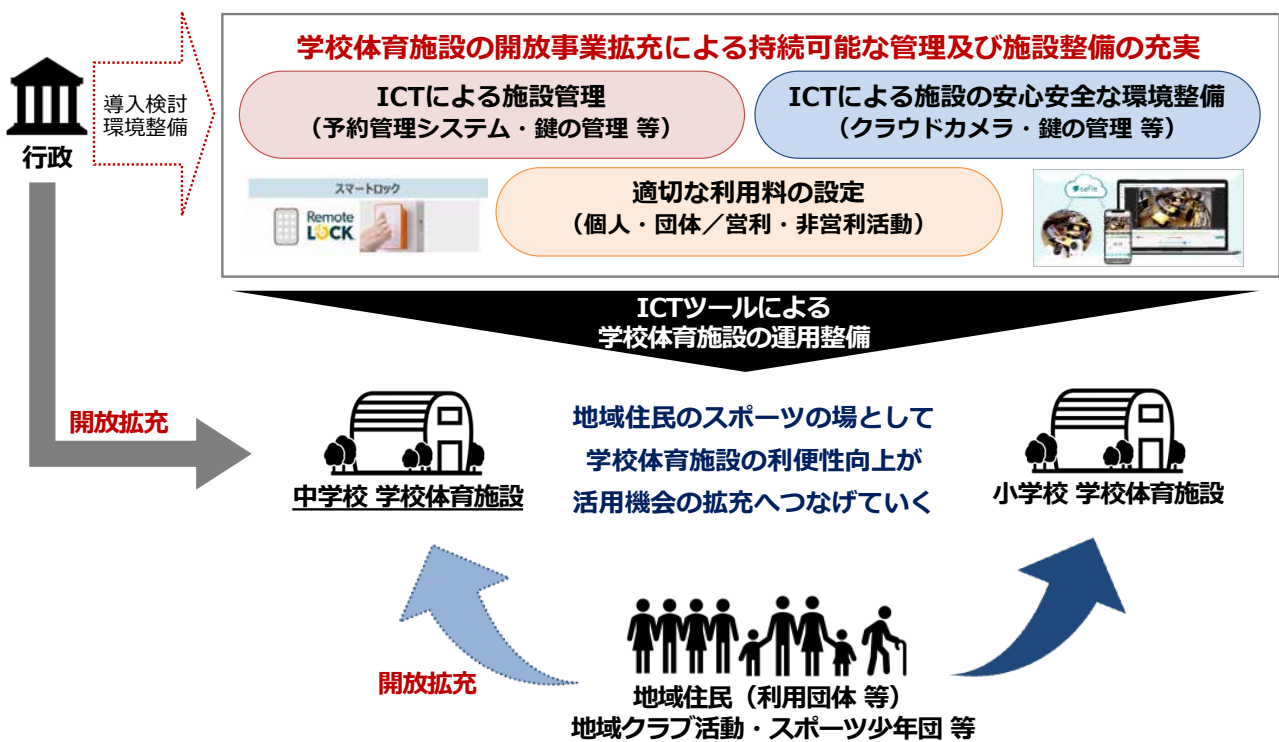 学校体育施設の開放事業拡充による持続可能な管理及び施設整備の充実
導入検討
環境整備
行政
ICTによる施設管理
（予約管理システム・鍵の管理 等）
ICTによる施設の安心安全な環境整備
（クラウドカメラ・鍵の管理 等）
スマートロック
Remote
LOCK
適切な利用料の設定
（個人・団体／営利・非営利活動）
safie
ICTツールによる
学校体育施設の運用整備
開放拡充
中学校 学校体育施設
地域住民のスポーツの場として
学校体育施設の利便性向上が
活用機会の拡充へつなげていく
小学校 学校体育施設
開放拡充
地域住民（利用団体 等）
地域クラブ活動・スポーツ少年団 等